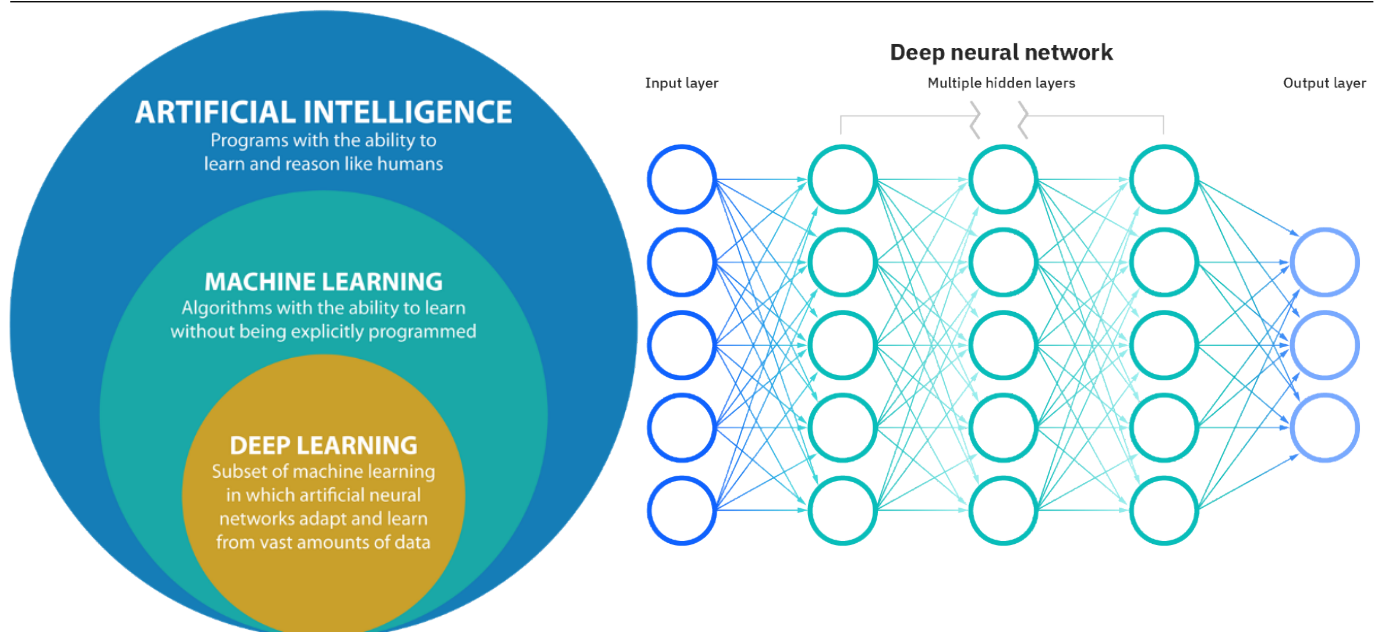 ARTIFICIAL INTELLIGENCE
Programs with the ability to
learn and reason like humans
MACHINE LEARNING
Algorithms with the ability to learn
without being explicitly programmed
DEEP LEARNING
Subset of machine learning
in which artificial neural
networks adapt and learn
from vast amounts of data
Deep neural network
Input layer
Multiple hidden layers
Output layer